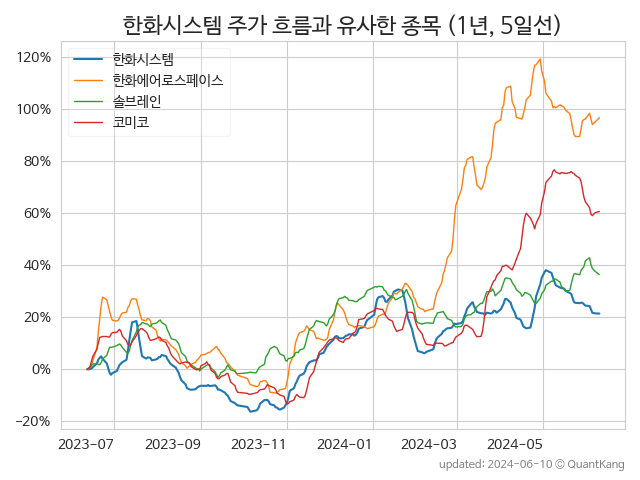 한화시스템 주가 흐름과 유사한 종목 (1년, 5일선)
한화시스템
한화에어로스페이스
솔브레인
코미코
120%
100%
80%
60%
40%
20%
0%
−20%
2023-07
2023-09
2023-11
2024-01
2024-03
2024-05
updated: 2024-06-10 © QuantKang